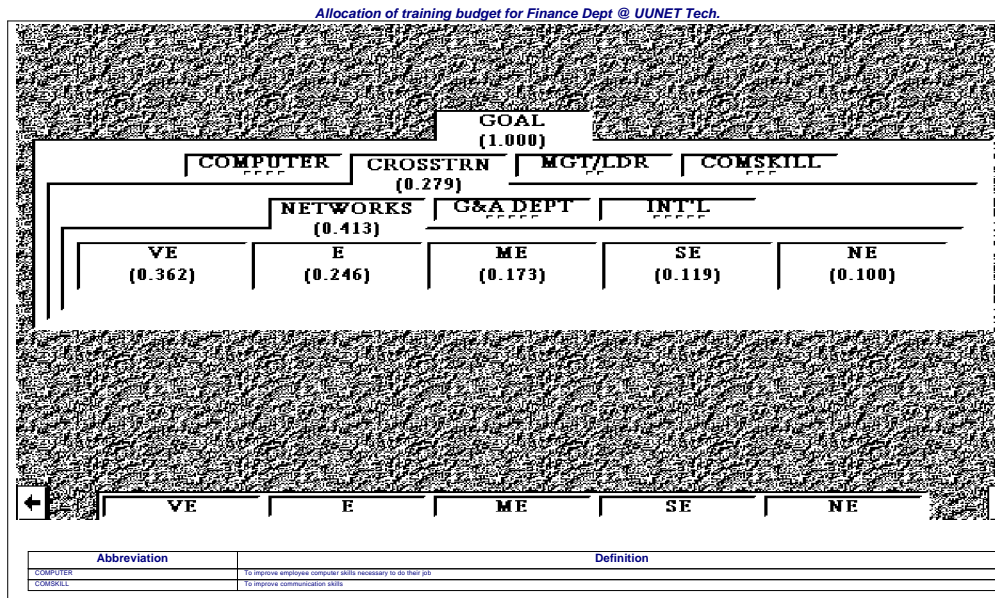 Allocation of training budget for Finance Dept @ UUNET Tech.
GOAL
(1.000)
COMPUTER CROSSTRN MGT/LDR COMSKILL
(0.279)
NETWORKS G&A DEPT INT'L
(0.413)
VE E ME SE NE
(0.362) (0.246) (0.173) (0.119) (0.100)
VE E ME SE NE
Abbreviation Definition
COMPUTER To improve employee computer skills necessary to do their job
COMSKILL To improve communication skills